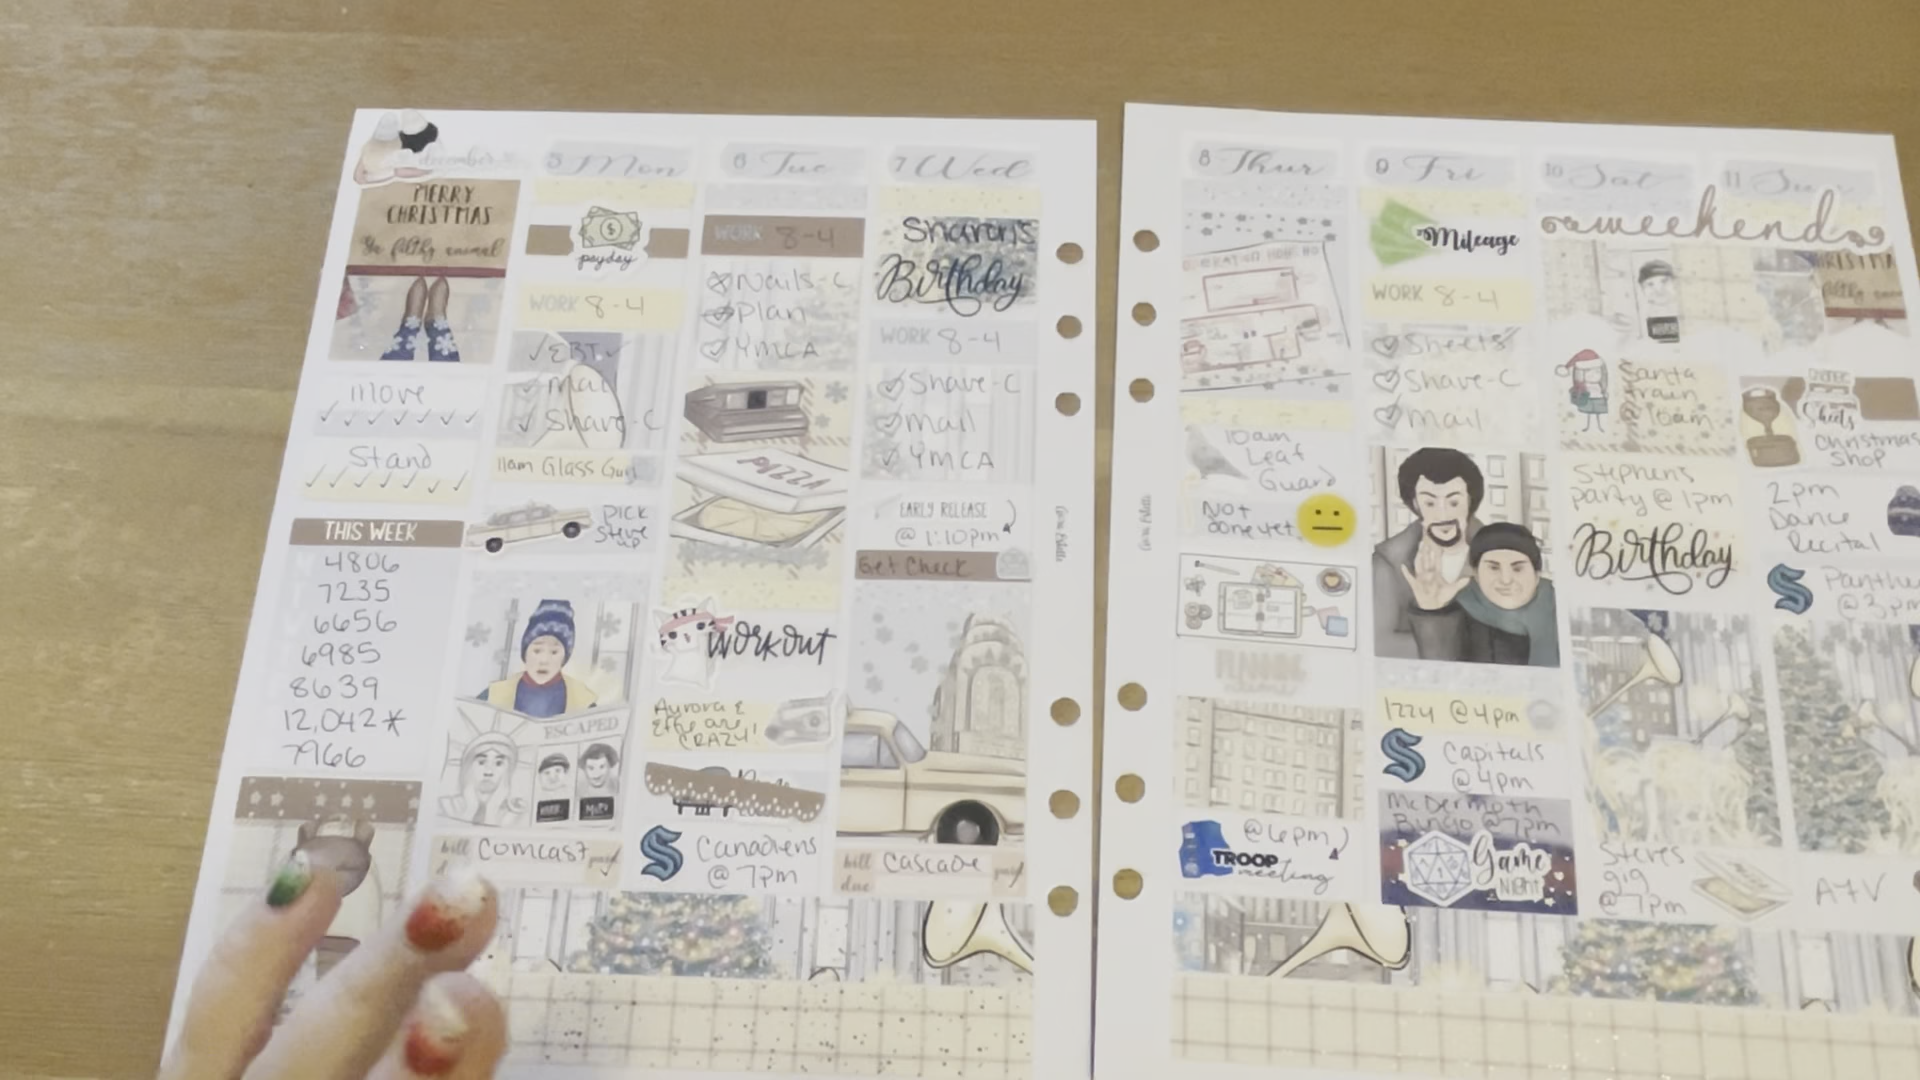 december
MERRY
CHRISTMAS
Ya filthy animal
move
Stand
THIS WEEK
4806
7235
6656
6985
8639
12,042*
7966
5 Mon
$
payday
WORK 8-4
EBT
Mail
Shave-C
11am Glass Guy
PICK
Steve
up
ESCAPED
bill
due
Comcast
paid
6 Tue
WORK 8-4
Nails-C
Plan
YMCA
PIZZA
Workout
Aurora &
Effie are
CRAZY!
Canadiens
@ 7pm
7 Wed
Sharon's
Birthday
WORK 8-4
Shave-C
Mail
YMCA
EARLY RELEASE
@ 1:10pm
Get Check
bill
due
Cascade
paid
8 Thur
10am
Leaf
Guard
Not
done yet
@ 6pm
TROOP
meeting
9 Fri
Mileage
WORK 8-4
Sheets
Shave-C
Mail
Izzy @ 4pm
Capitals
@ 4pm
McDermoth
Bingo @ 7pm
Game
NIGHT
10 Sat
11 Sun
weekend
Santa
Train
10am
Stephen's
party @ 1pm
Birthday
Steve's
gig
@ 7pm
Sheets
Christmas
Shop
2pm
Dance
Recital
@ 3pm
A+V